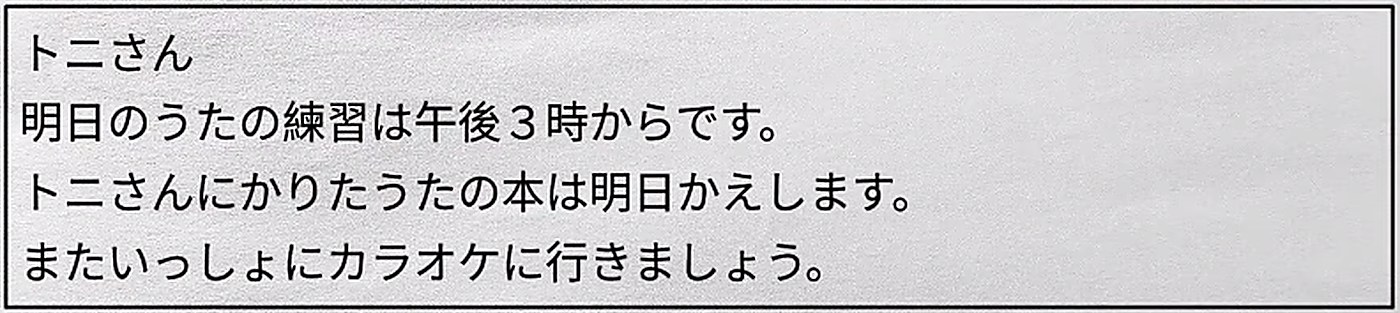 トニさん
明日のうたの練習は午後３時からです。
トニさんにかりたうたの本は明日かえします。
またいっしょにカラオケに行きましょう。